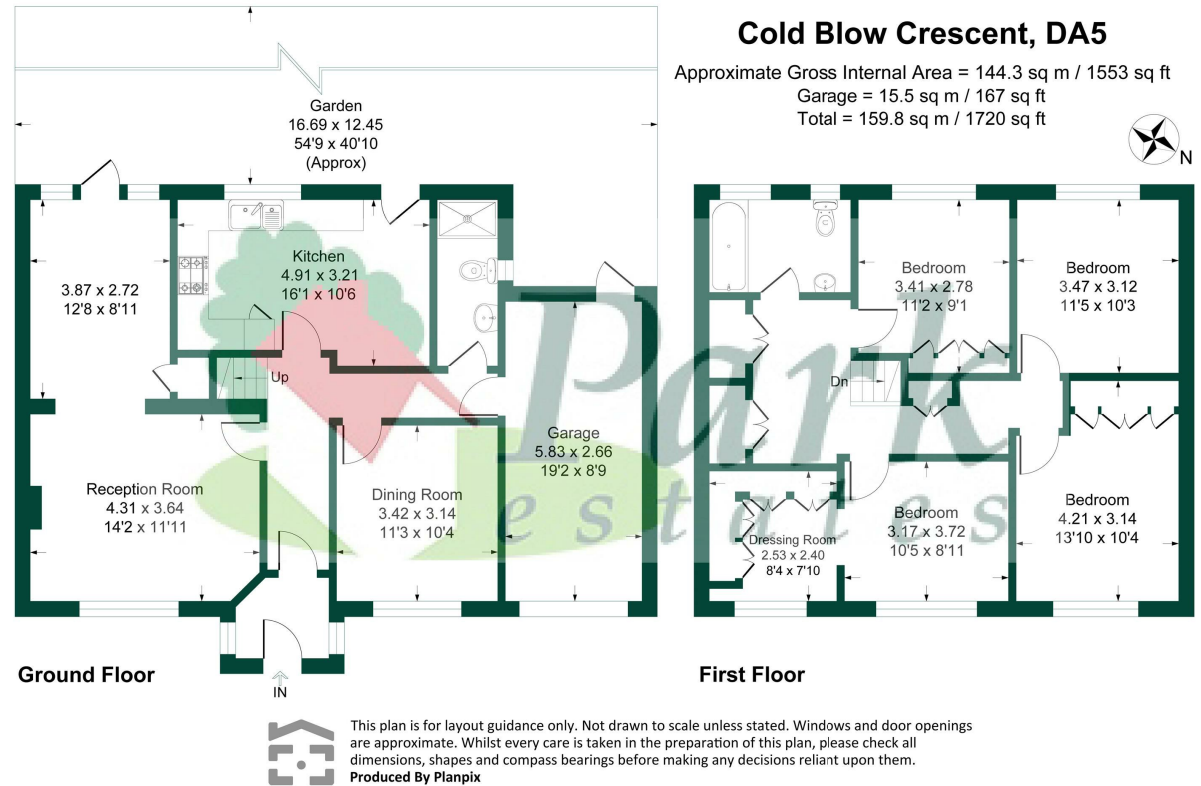 Cold Blow Crescent, DA5
Approximate Gross Internal Area = 144.3 sq m / 1553 sq ft
Garage = 15.5 sq m / 167 sq ft
Total = 159.8 sq m / 1720 sq ft
N
Garden
16.69 x 12.45
54'9 x 40'10
(Approx)
3.87 x 2.72
12'8 x 8'11
Kitchen
4.91 x 3.21
16'1 x 10'6
Up
Reception Room
4.31 x 3.64
14'2 x 11'11
Dining Room
3.42 x 3.14
11'3 x 10'4
Garage
5.83 x 2.66
19'2 x 8'9
IN
Ground Floor
Bedroom
3.41 x 2.78
11'2 x 9'1
Bedroom
3.47 x 3.12
11'5 x 10'3
Dn
Dressing Room
2.53 x 2.40
8'4 x 7'10
Bedroom
3.17 x 3.72
10'5 x 8'11
Bedroom
4.21 x 3.14
13'10 x 10'4
First Floor
Park
estates
This plan is for layout guidance only. Not drawn to scale unless stated. Windows and door openings
are approximate. Whilst every care is taken in the preparation of this plan, please check all
dimensions, shapes and compass bearings before making any decisions reliant upon them.
Produced By Planpix